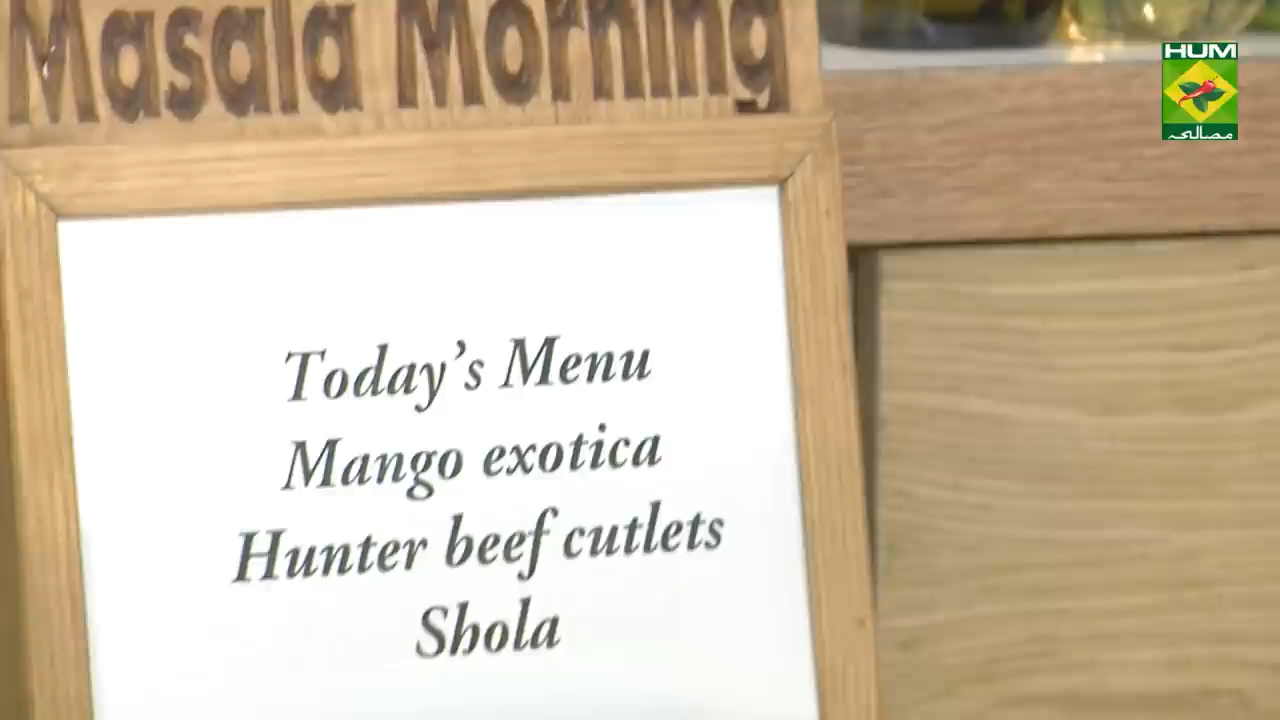 Masala Morning
HUM
مصالحہ
Today's Menu
Mango exotica
Hunter beef cutlets
Shola